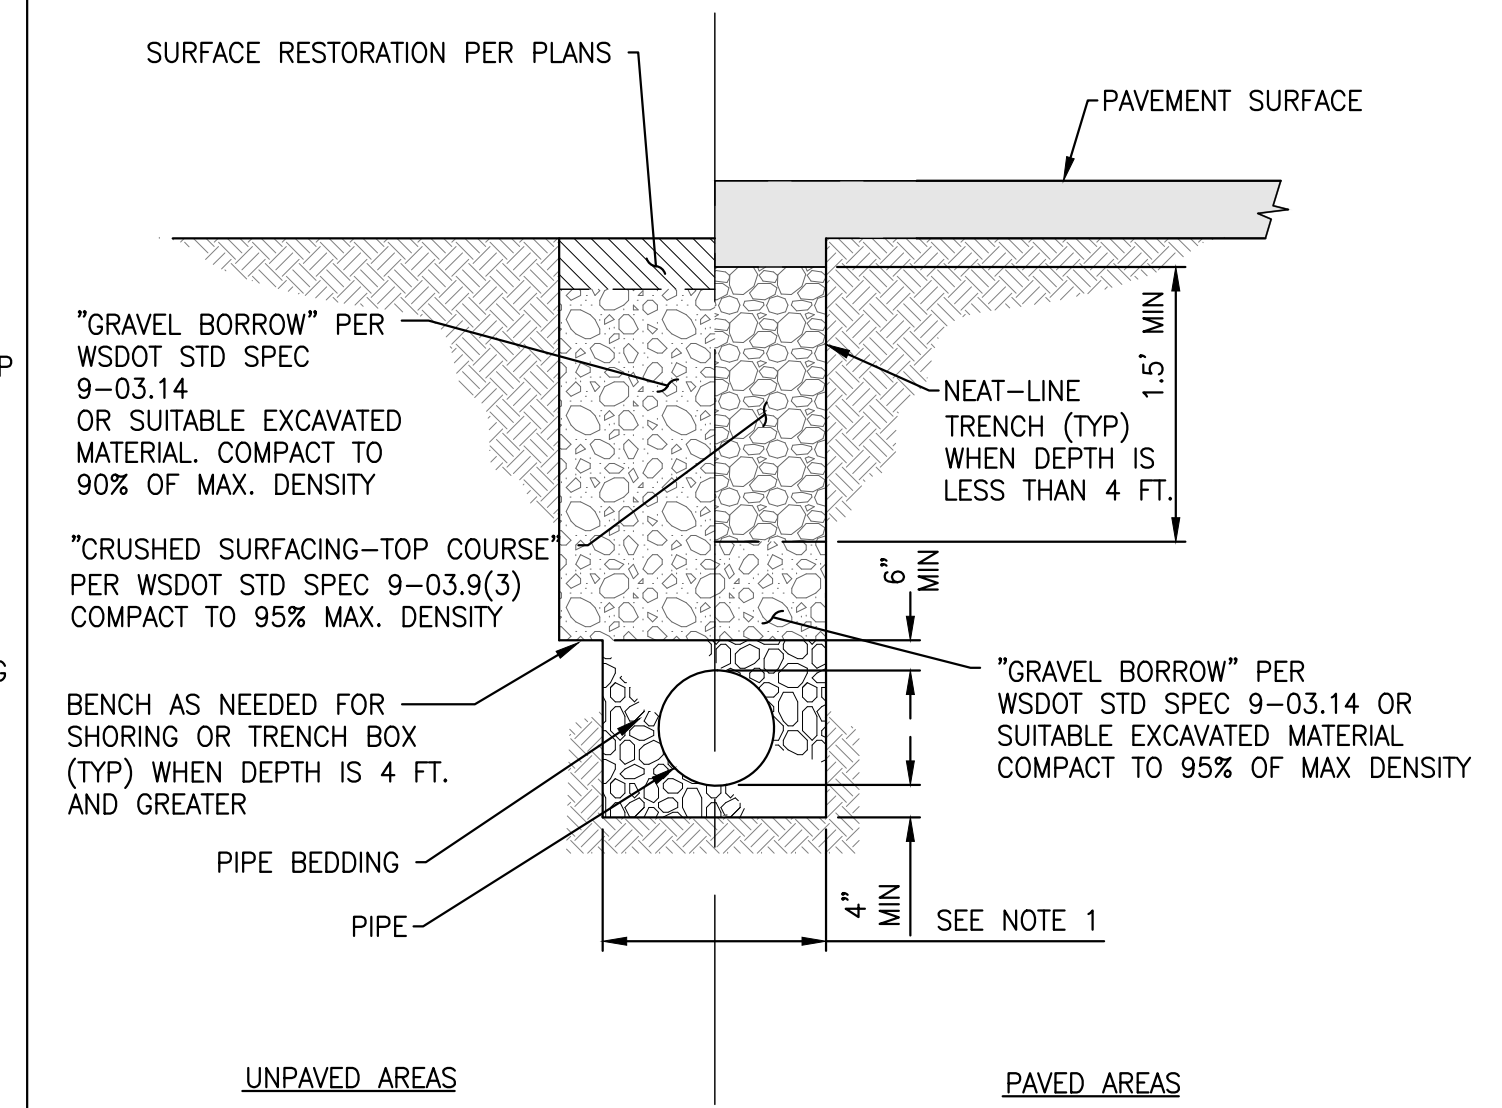 SURFACE RESTORATION PER PLANS
PAVEMENT SURFACE
"GRAVEL BORROW" PER
WSDOT STD SPEC
9-03.14
OR SUITABLE EXCAVATED
MATERIAL. COMPACT TO
90% OF MAX. DENSITY
1.5' MIN
NEAT-LINE
TRENCH (TYP)
WHEN DEPTH IS
LESS THAN 4 FT.
P
"CRUSHED SURFACING-TOP COURSE"
PER WSDOT STD SPEC 9-03.9(3)
COMPACT TO 95% MAX. DENSITY
6"
MIN
G
BENCH AS NEEDED FOR
SHORING OR TRENCH BOX
(TYP) WHEN DEPTH IS 4 FT.
AND GREATER
"GRAVEL BORROW" PER
WSDOT STD SPEC 9-03.14 OR
SUITABLE EXCAVATED MATERIAL
COMPACT TO 95% OF MAX DENSITY
PIPE BEDDING
PIPE
4"
MIN
SEE NOTE 1
UNPAVED AREAS
PAVED AREAS